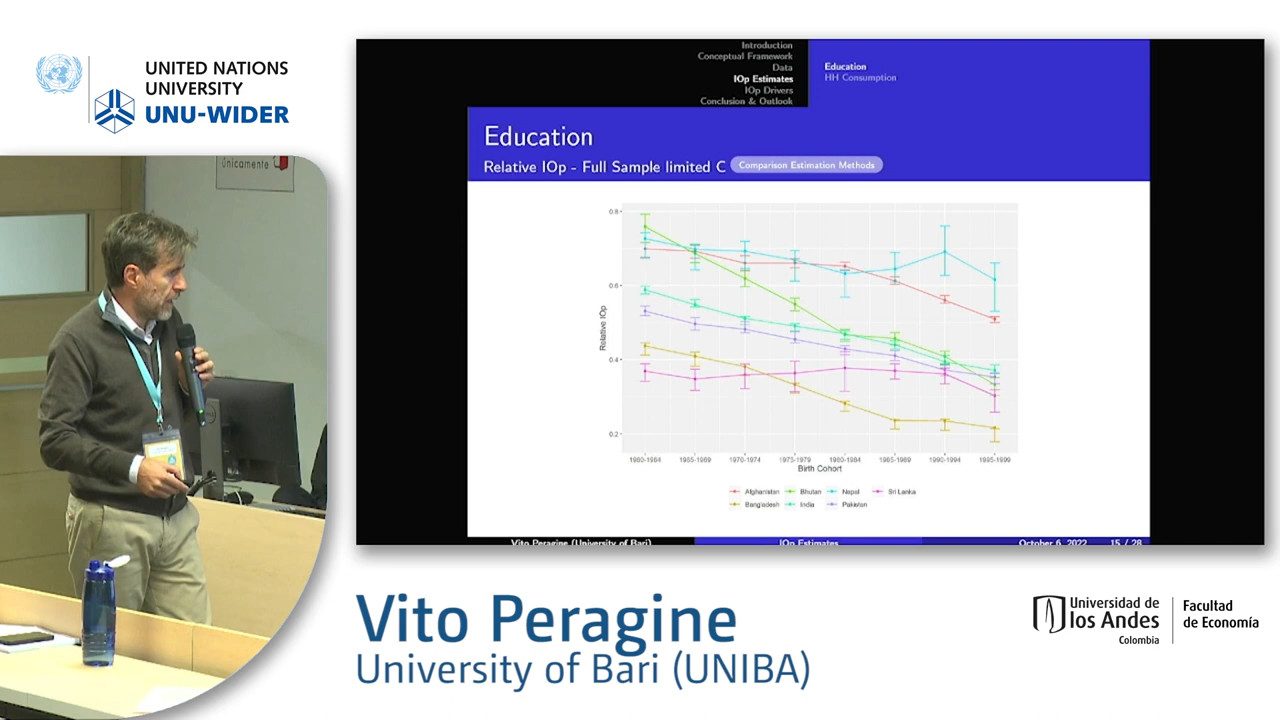 UNITED NATIONS
UNIVERSITY
UNU-WIDER
únicamente
Introduction
Conceptual Framework
Data
IOp Estimates
IOp Drivers
Conclusion & Outlook
Education
HH Consumption
Education
Relative IOp - Full Sample limited C
Comparison Estimation Methods
0.8
0.6
0.4
0.2
Relative IOp
1960-1964 1965-1969 1970-1974 1975-1979 1980-1984 1985-1989 1990-1994 1995-1999
Birth Cohort
Afghanistan Bhutan Nepal Sri Lanka
Bangladesh India Pakistan
Vito Peragine (University of Bari) IOp Estimates October 6, 2022 15 / 28
Vito Peragine
University of Bari (UNIBA)
Universidad de
los Andes
Colombia
Facultad
de Economía